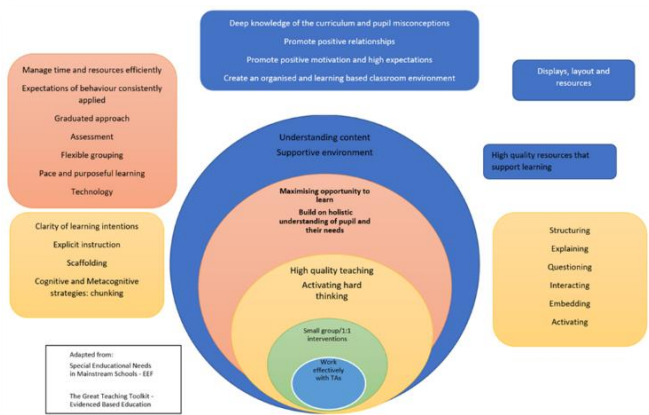 Deep knowledge of the curriculum and pupil misconceptions
Promote positive relationships
Promote positive motivation and high expectations
Create an organised and learning based classroom environment
Displays, layout and
resources
Manage time and resources efficiently
Expectations of behaviour consistently
applied
Graduated approach
Assessment
Flexible grouping
Pace and purposeful learning
Technology
Understanding content
Supportive environment
High quality resources that
support learning
Maximising opportunity to
learn
Build on holistic
understanding of pupil and
their needs
Clarity of learning intentions
Explicit instruction
Scaffolding
Cognitive and Metacognitive
strategies: chunking
High quality teaching
Activating hard
thinking
Structuring
Explaining
Questioning
Interacting
Embedding
Activating
Small group/1:1
interventions
Work
effectively
with TAs
Adapted from:
Special Educational Needs
in Mainstream Schools - EEF
The Great Teaching Toolkit -
Evidenced Based Education